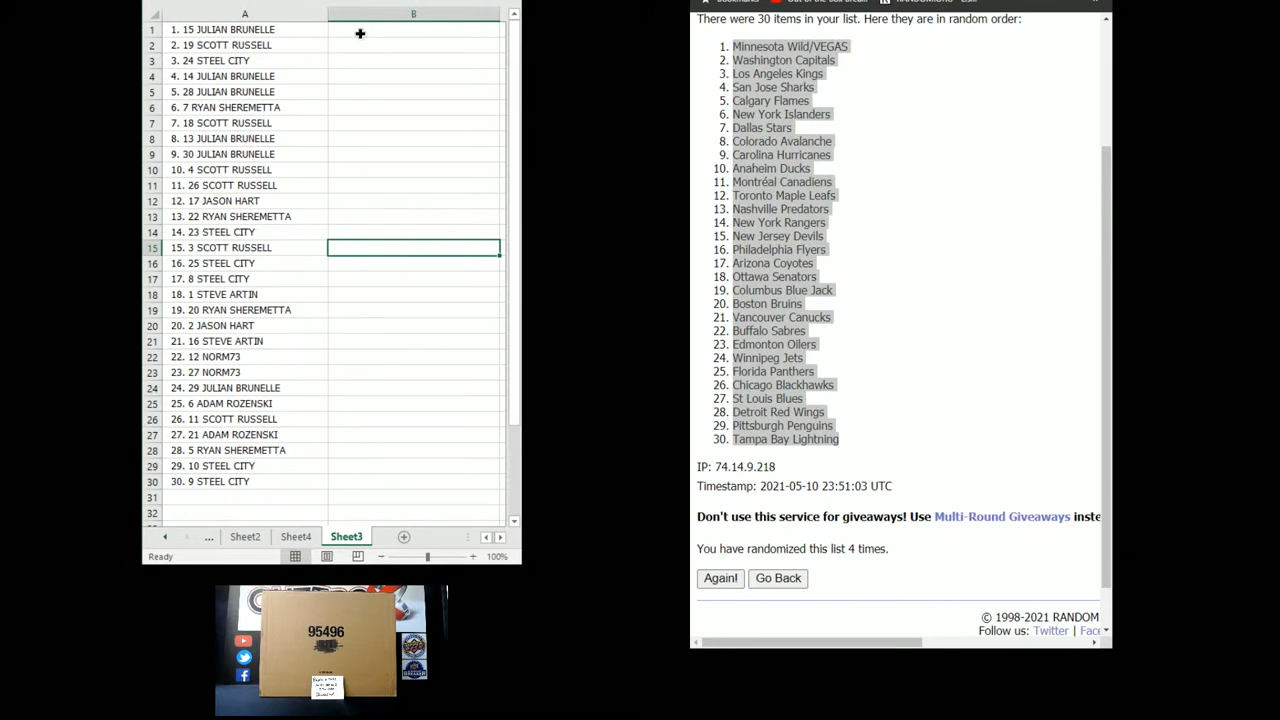 A B
1 1. 15 JULIAN BRUNELLE
2 2. 19 SCOTT RUSSELL
3 3. 24 STEEL CITY
4 4. 14 JULIAN BRUNELLE
5 5. 28 JULIAN BRUNELLE
6 6. 7 RYAN SHEREMETTA
7 7. 18 SCOTT RUSSELL
8 8. 13 JULIAN BRUNELLE
9 9. 30 JULIAN BRUNELLE
10 10. 4 SCOTT RUSSELL
11 11. 26 SCOTT RUSSELL
12 12. 17 JASON HART
13 13. 22 RYAN SHEREMETTA
14 14. 23 STEEL CITY
15 15. 3 SCOTT RUSSELL
16 16. 25 STEEL CITY
17 17. 8 STEEL CITY
18 18. 1 STEVE ARTIN
19 19. 20 RYAN SHEREMETTA
20 20. 2 JASON HART
21 21. 16 STEVE ARTIN
22 22. 12 NORM73
23 23. 27 NORM73
24 24. 29 JULIAN BRUNELLE
25 25. 6 ADAM ROZENSKI
26 26. 11 SCOTT RUSSELL
27 27. 21 ADAM ROZENSKI
28 28. 5 RYAN SHEREMETTA
29 29. 10 STEEL CITY
30 30. 9 STEEL CITY
31
32
... Sheet2 Sheet4 Sheet3
Ready 100%
95496
There were 30 items in your list. Here they are in random order:
1. Minnesota Wild/VEGAS
2. Washington Capitals
3. Los Angeles Kings
4. San Jose Sharks
5. Calgary Flames
6. New York Islanders
7. Dallas Stars
8. Colorado Avalanche
9. Carolina Hurricanes
10. Anaheim Ducks
11. Montréal Canadiens
12. Toronto Maple Leafs
13. Nashville Predators
14. New York Rangers
15. New Jersey Devils
16. Philadelphia Flyers
17. Arizona Coyotes
18. Ottawa Senators
19. Columbus Blue Jack
20. Boston Bruins
21. Vancouver Canucks
22. Buffalo Sabres
23. Edmonton Oilers
24. Winnipeg Jets
25. Florida Panthers
26. Chicago Blackhawks
27. St Louis Blues
28. Detroit Red Wings
29. Pittsburgh Penguins
30. Tampa Bay Lightning
IP: 74.14.9.218
Timestamp: 2021-05-10 23:51:03 UTC
Don't use this service for giveaways! Use Multi-Round Giveaways inste
You have randomized this list 4 times.
Again! Go Back
© 1998-2021 RANDOM
Follow us: Twitter | Fac